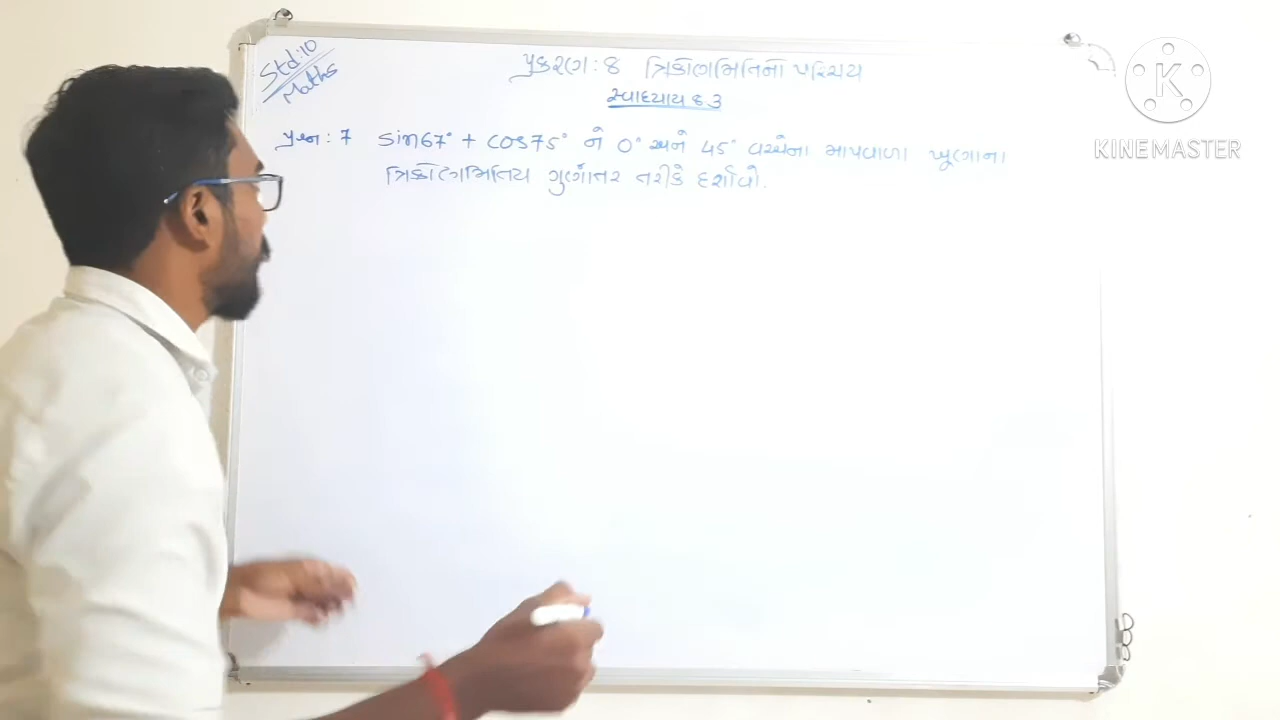 Std:10
Maths
પ્રકરણ : 8 ત્રિકોણમિતિનો પરિચય
સ્વાધ્યાય 8.3
પ્રશ્ન : 7 sin67° + cos75° ને 0° અને 45° વચ્ચેના માપવાળા ખૂણાના
ત્રિકોણમિતિય ગુણોત્તર તરીકે દર્શાવો.
K
KINEMASTER